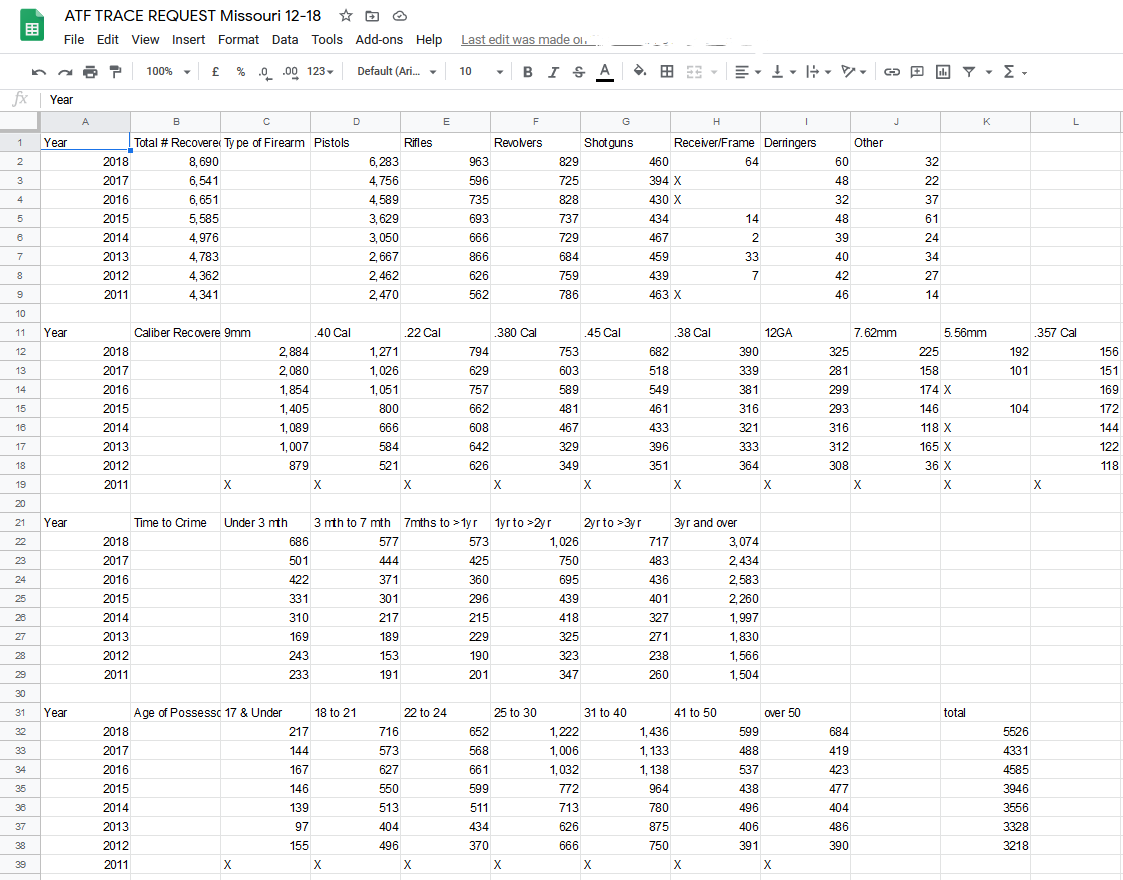 ATF TRACE REQUEST Missouri 12-18
File Edit View Insert Format Data Tools Add-ons Help Last edit was made
100% £ % .0 .00 123 Default (Ari... 10 B I S A Σ
fx Year
A B C D E F G H I J K L
1 Year Total # Recovered Type of Firearm Pistols Rifles Revolvers Shotguns Receiver/Frame Derringers Other
2 2018 8,690 6,283 963 829 460 64 60 32
3 2017 6,541 4,756 596 725 394 X 48 22
4 2016 6,651 4,589 735 828 430 X 32 37
5 2015 5,585 3,629 693 737 434 14 48 61
6 2014 4,976 3,050 666 729 467 2 39 24
7 2013 4,783 2,667 866 684 459 33 40 34
8 2012 4,362 2,462 626 759 439 7 42 27
9 2011 4,341 2,470 562 786 463 X 46 14
10
11 Year Caliber Recovere 9mm .40 Cal .22 Cal .380 Cal .45 Cal .38 Cal 12GA 7.62mm 5.56mm .357 Cal
12 2018 2,884 1,271 794 753 682 390 325 225 192 156
13 2017 2,080 1,026 629 603 518 339 281 158 101 151
14 2016 1,854 1,051 757 589 549 381 299 174 X 169
15 2015 1,405 800 662 481 461 316 293 146 104 172
16 2014 1,089 666 608 467 433 321 316 118 X 144
17 2013 1,007 584 642 329 396 333 312 165 X 122
18 2012 879 521 626 349 351 364 308 36 X 118
19 2011 X X X X X X X X X X
20
21 Year Time to Crime Under 3 mth 3 mth to 7 mth 7mths to >1yr 1yr to >2yr 2yr to >3yr 3yr and over
22 2018 686 577 573 1,026 717 3,074
23 2017 501 444 425 750 483 2,434
24 2016 422 371 360 695 436 2,583
25 2015 331 301 296 439 401 2,260
26 2014 310 217 215 418 327 1,997
27 2013 169 189 229 325 271 1,830
28 2012 243 153 190 323 238 1,566
29 2011 233 191 201 347 260 1,504
30
31 Year Age of Possesso 17 & Under 18 to 21 22 to 24 25 to 30 31 to 40 41 to 50 over 50 total
32 2018 217 716 652 1,222 1,436 599 684 5526
33 2017 144 573 568 1,006 1,133 488 419 4331
34 2016 167 627 661 1,032 1,138 537 423 4585
35 2015 146 550 599 772 964 438 477 3946
36 2014 139 513 511 713 780 496 404 3556
37 2013 97 404 434 626 875 406 486 3328
38 2012 155 496 370 666 750 391 390 3218
39 2011 X X X X X X X